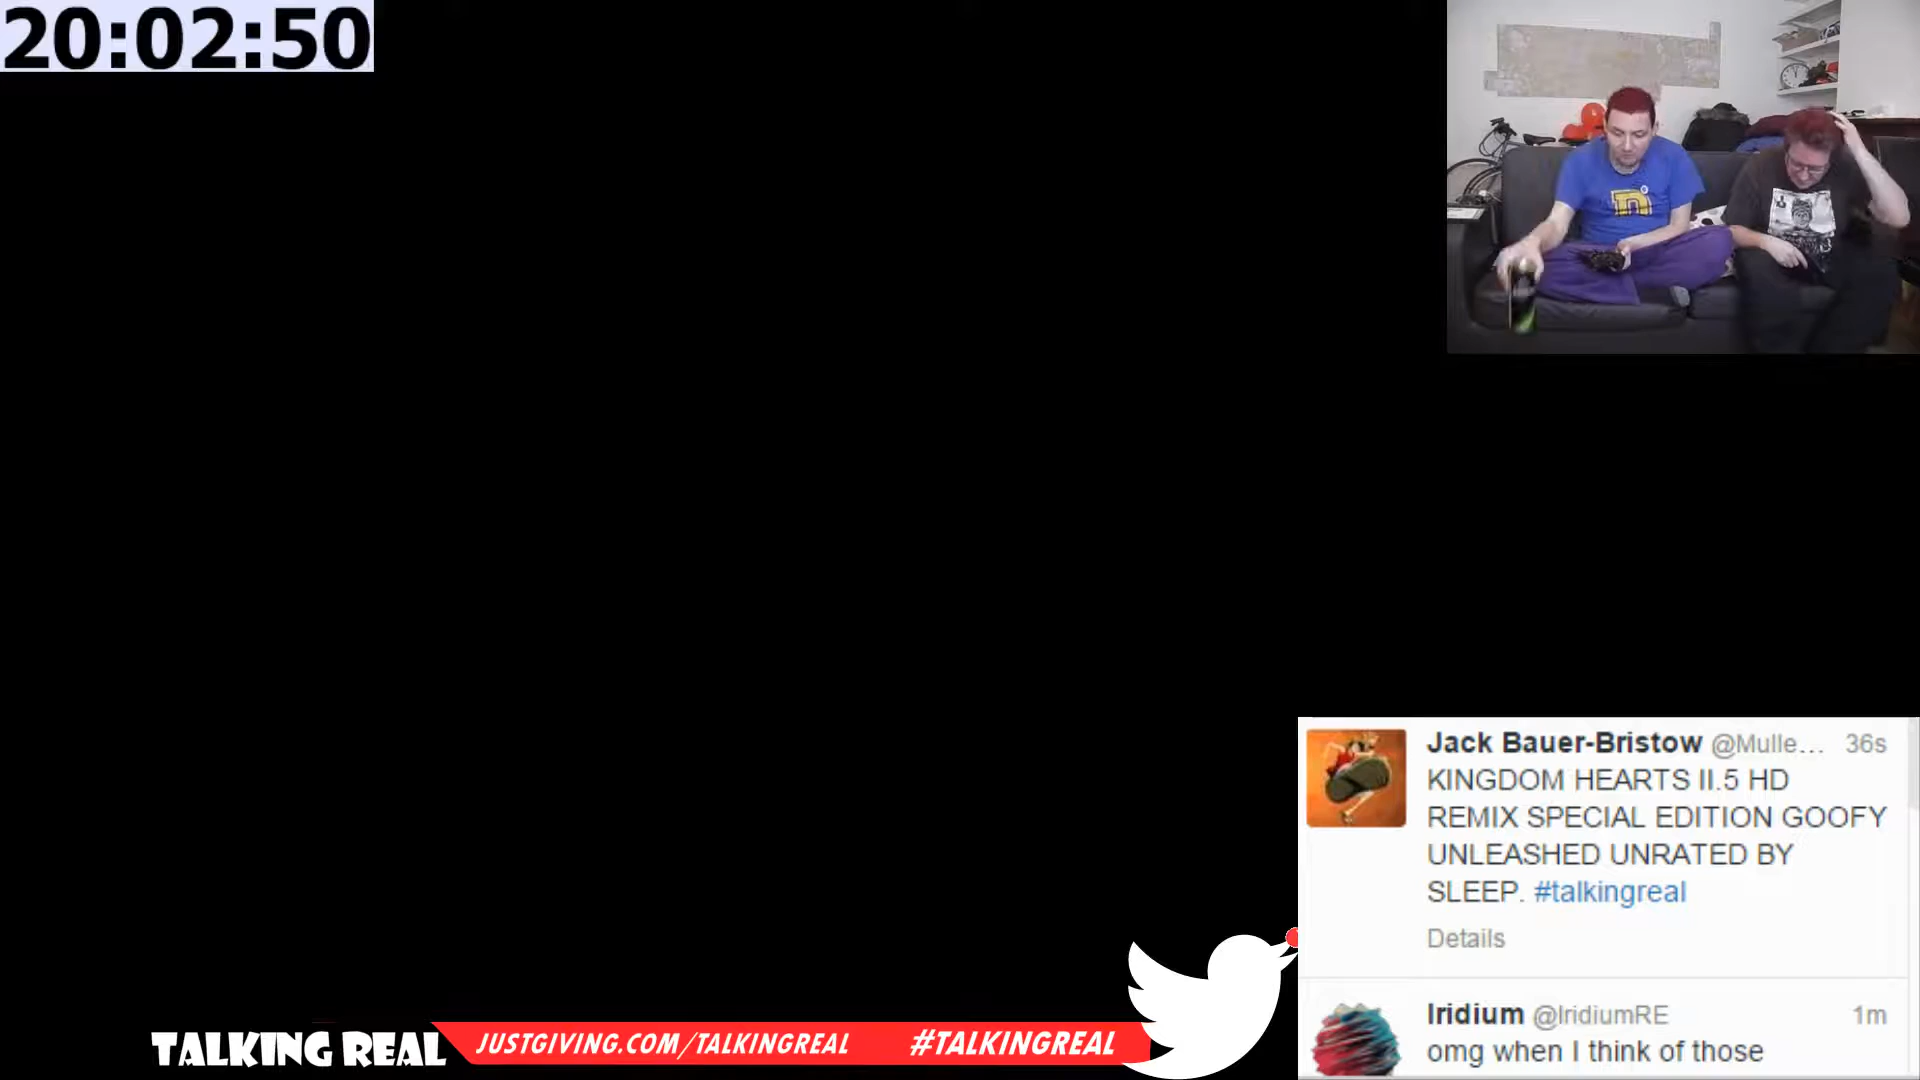 20:02:50
n
Jack Bauer-Bristow @Mulle... 36s
KINGDOM HEARTS II.5 HD
REMIX SPECIAL EDITION GOOFY
UNLEASHED UNRATED BY
SLEEP. #talkingreal
Details
Iridium @IridiumRE 1m
omg when I think of those
TALKING REAL JUSTGIVING.COM/TALKINGREAL #TALKINGREAL